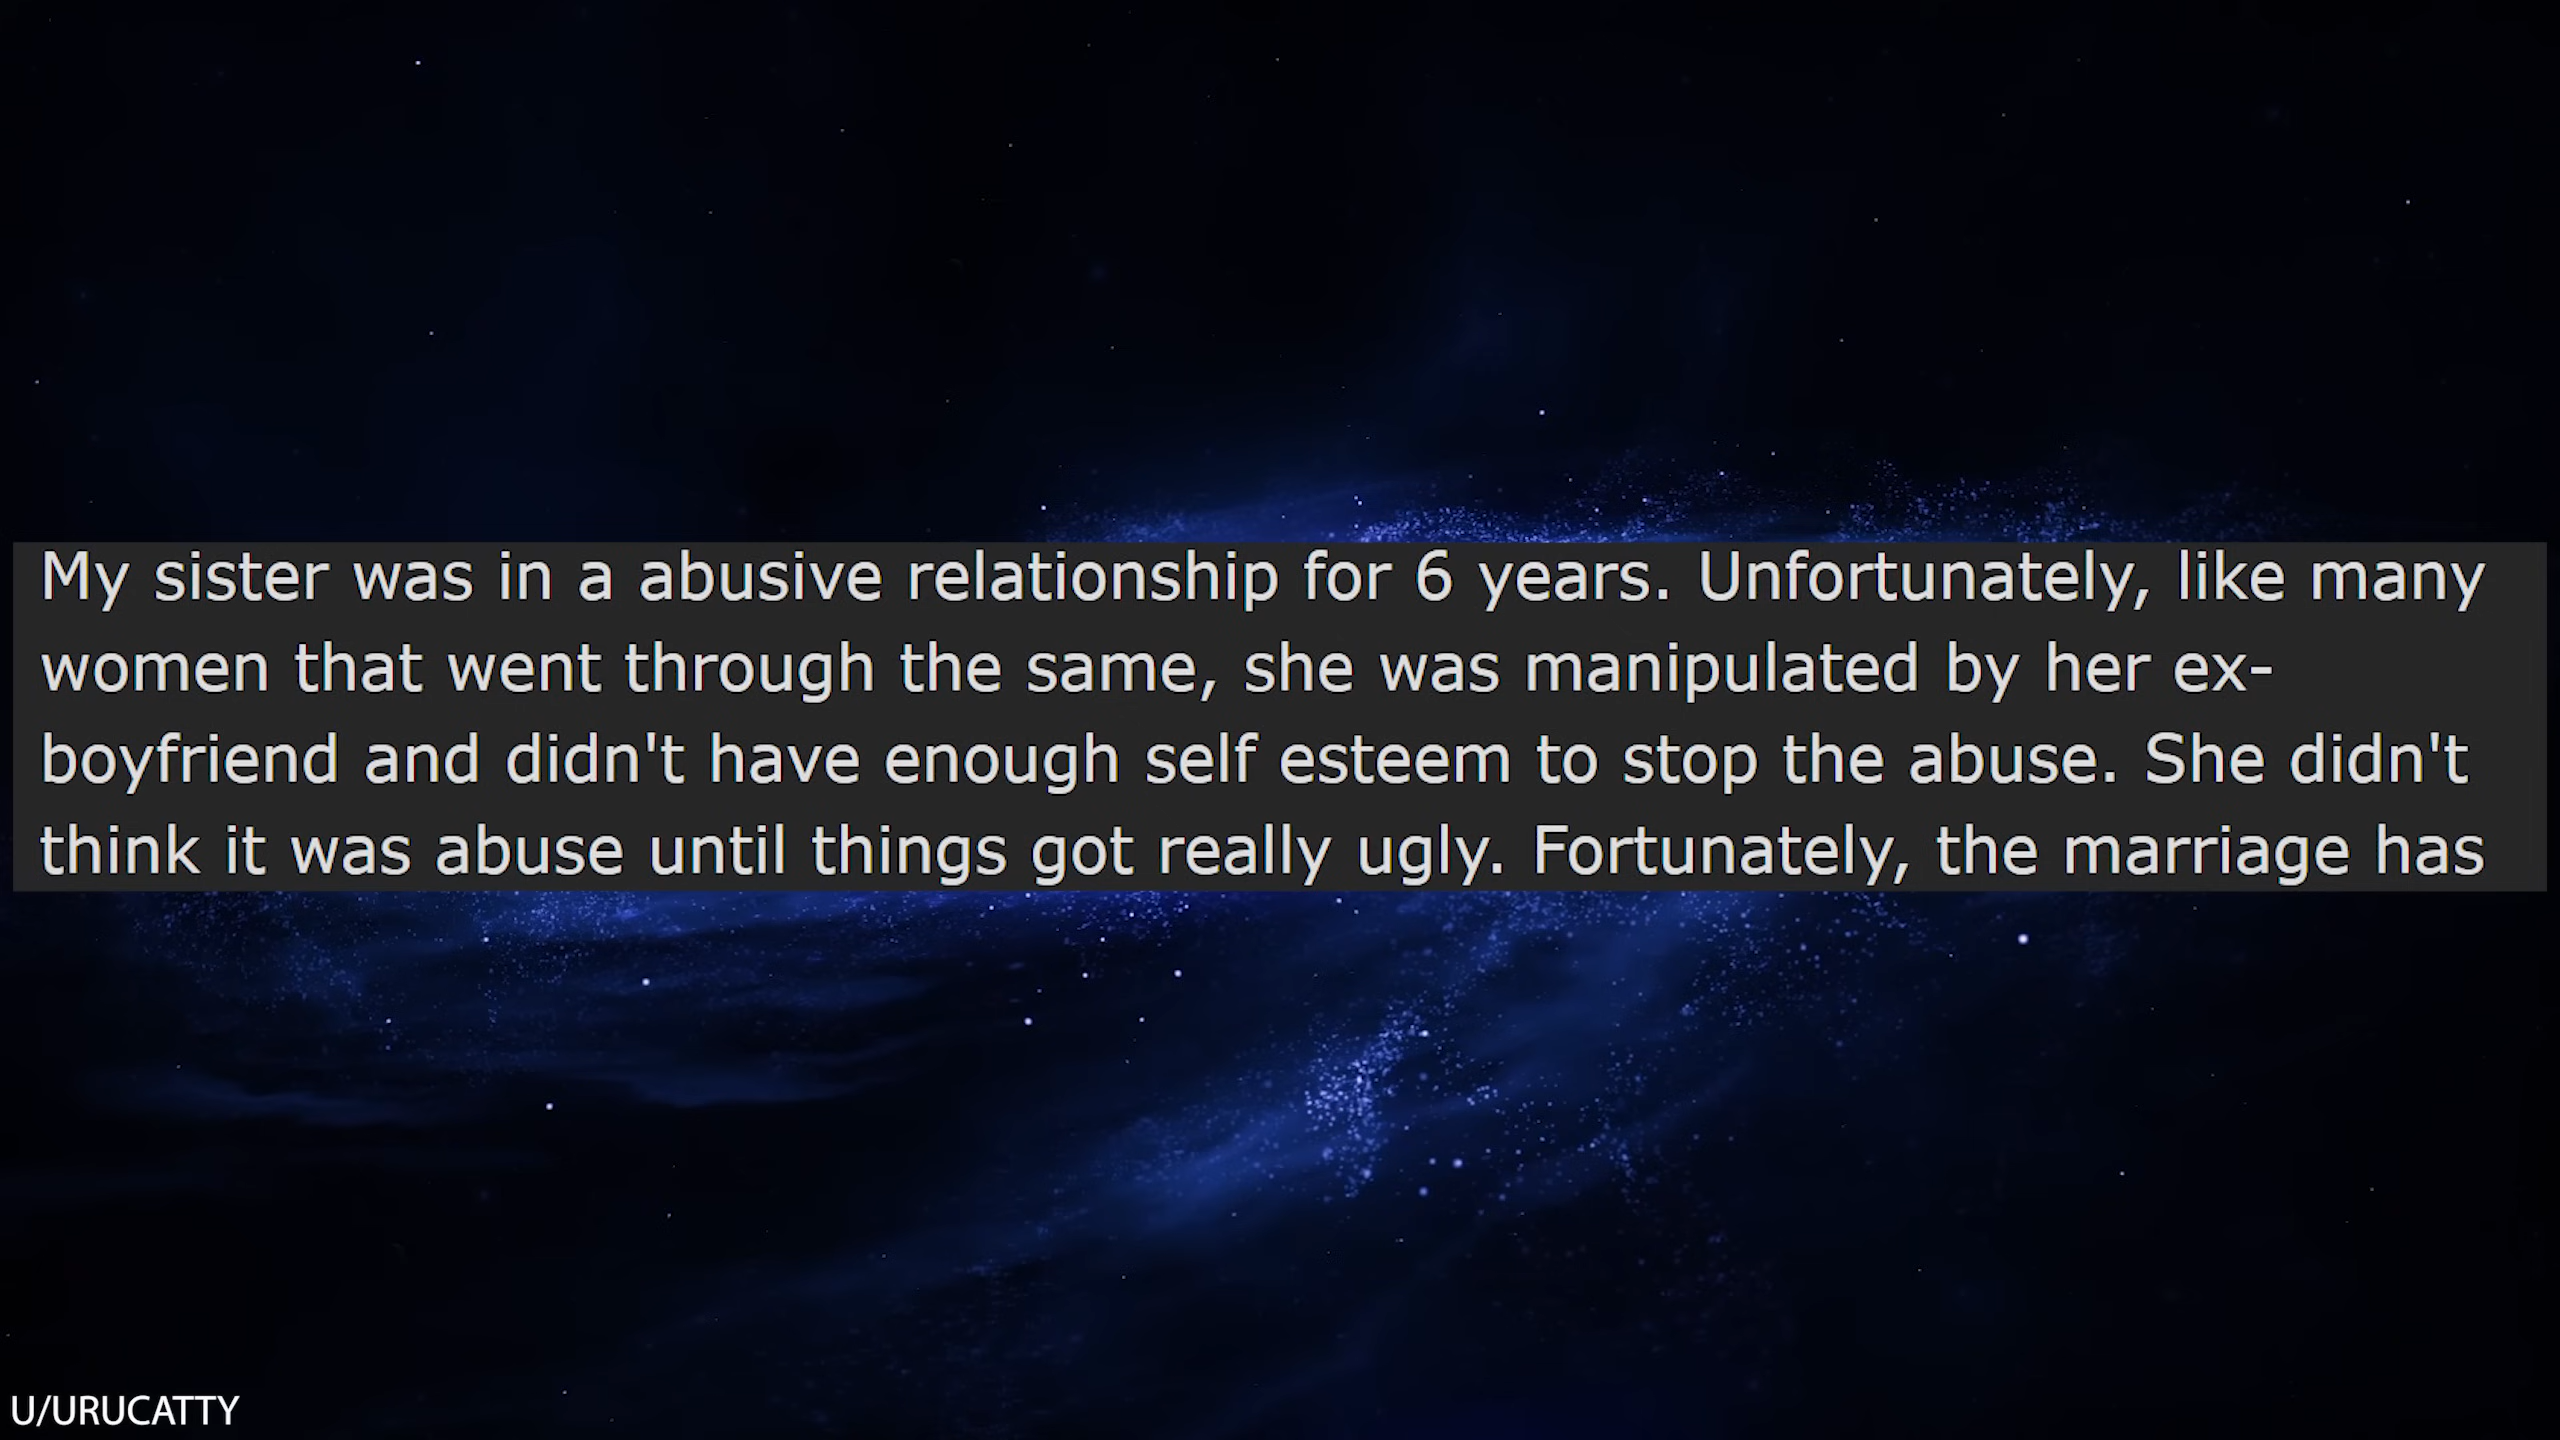 My sister was in a abusive relationship for 6 years. Unfortunately, like many
women that went through the same, she was manipulated by her ex-
boyfriend and didn't have enough self esteem to stop the abuse. She didn't
think it was abuse until things got really ugly. Fortunately, the marriage has
U/URUCATTY